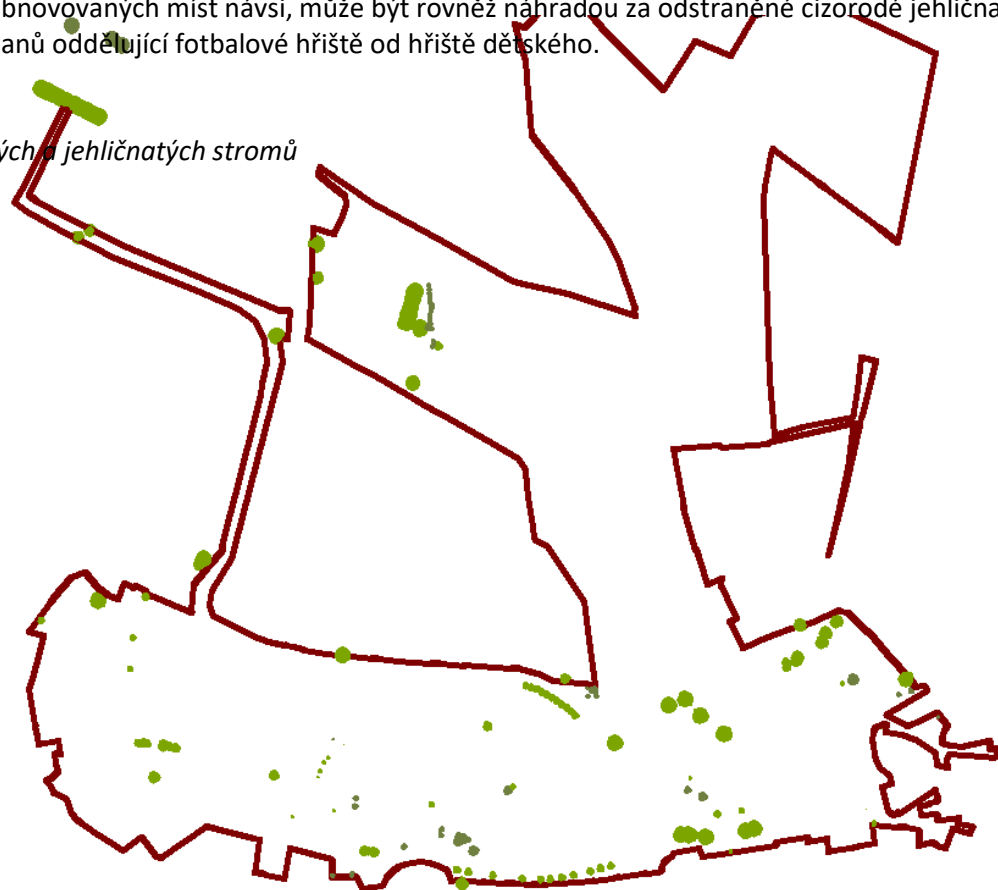 bnovovaných míst návsi, může být rovněž náhradou za odstraněné cizorodé jehlična
anů oddělující fotbalové hřiště od hřiště dětského.
ých a jehličnatých stromů